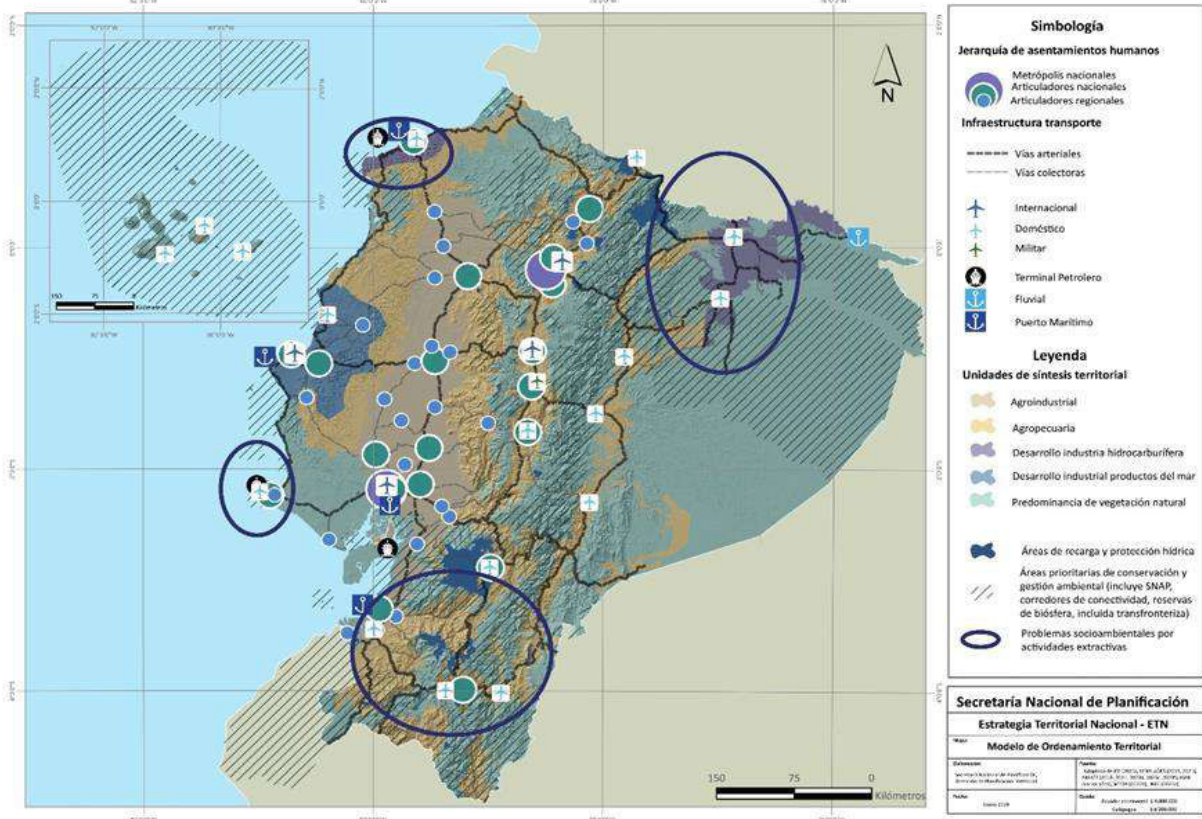 N
150 75 0
Kilómetros
150 75 0
Kilómetros
Simbología
Jerarquía de asentamientos humanos
Metrópolis nacionales
Articuladores nacionales
Articuladores regionales
Infraestructura transporte
Vías arteriales
Vías colectoras
Internacional
Doméstico
Militar
Terminal Petrolero
Fluvial
Puerto Marítimo
Leyenda
Unidades de síntesis territorial
Agroindustrial
Agropecuaria
Desarrollo industria hidrocarburífera
Desarrollo industrial productos del mar
Predominancia de vegetación natural
Áreas de recarga y protección hídrica
Áreas prioritarias de conservación y
gestión ambiental (incluye SNAP,
corredores de conectividad, reservas
de biósfera, incluida transfronteriza)
Problemas socioambientales por
actividades extractivas
Secretaría Nacional de Planificación
Estrategia Territorial Nacional - ETN
Modelo de Ordenamiento Territorial